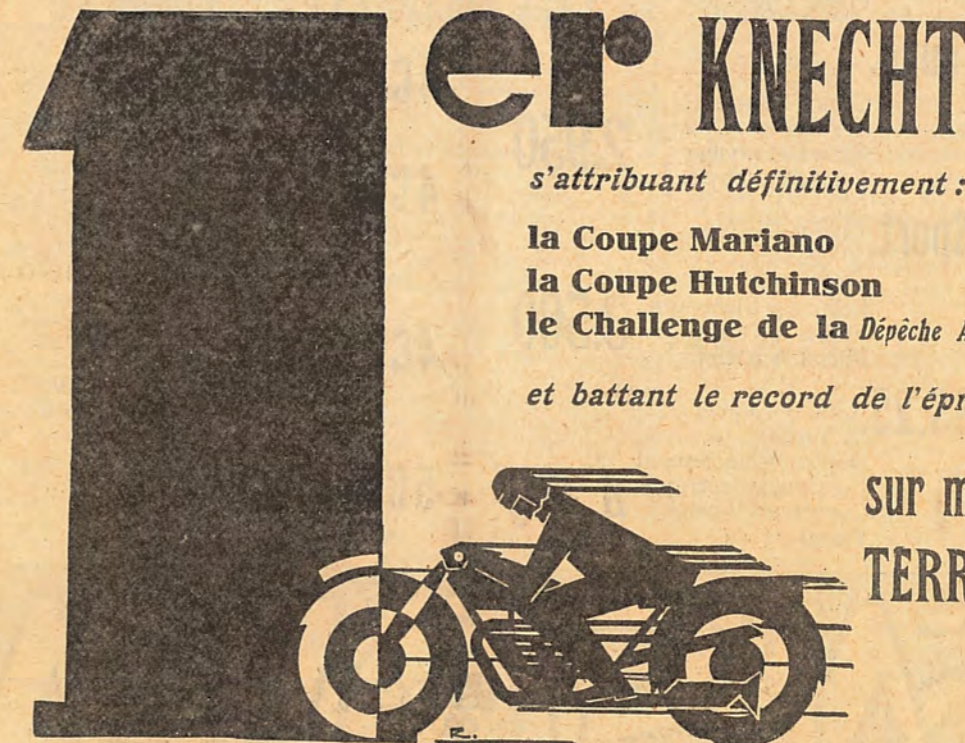 1er KNECHT
s'attribuant définitivement :
la Coupe Mariano
la Coupe Hutchinson
le Challenge de la Dépêche A
et battant le record de l'épr
sur m
TERR
R.